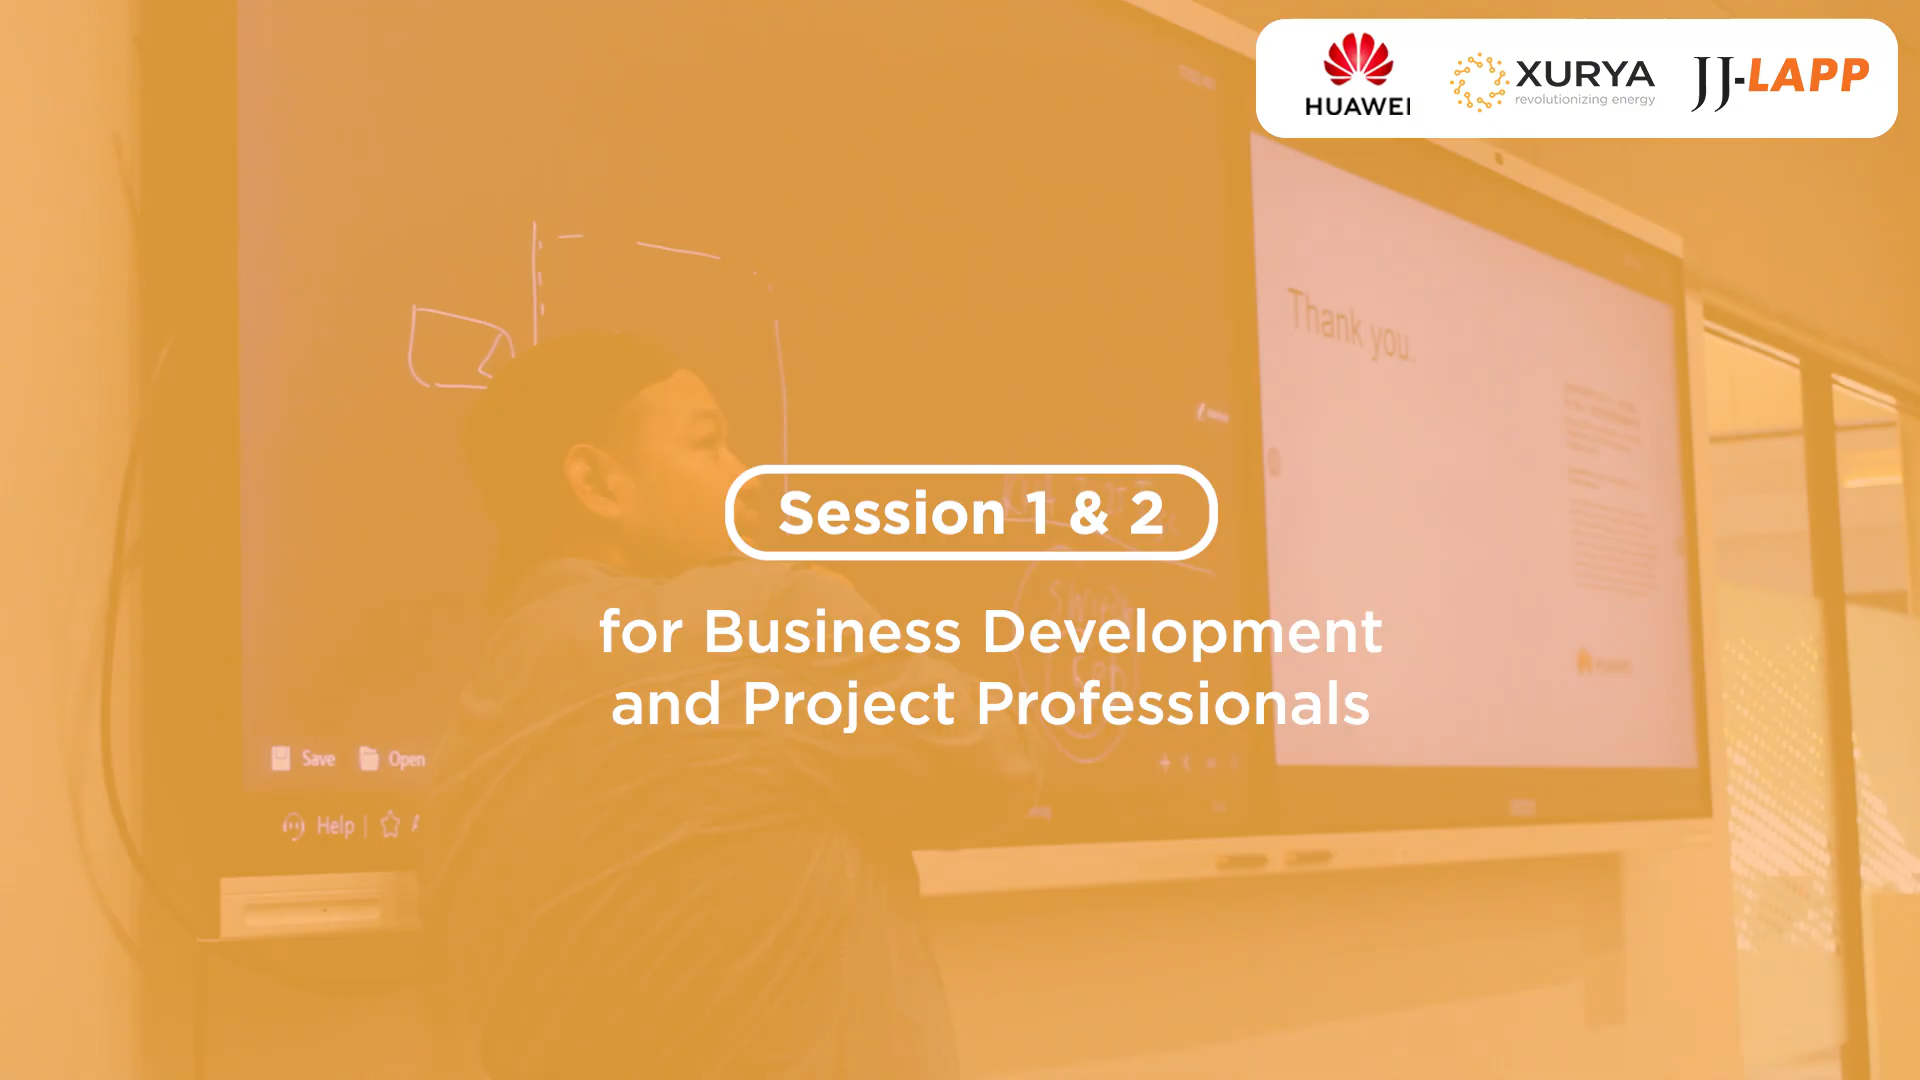 HUAWEI
XURYA
revolutionizing energy
JJ-LAPP
Thank you.
Session 1 & 2
for Business Development
and Project Professionals
Save Open
Help